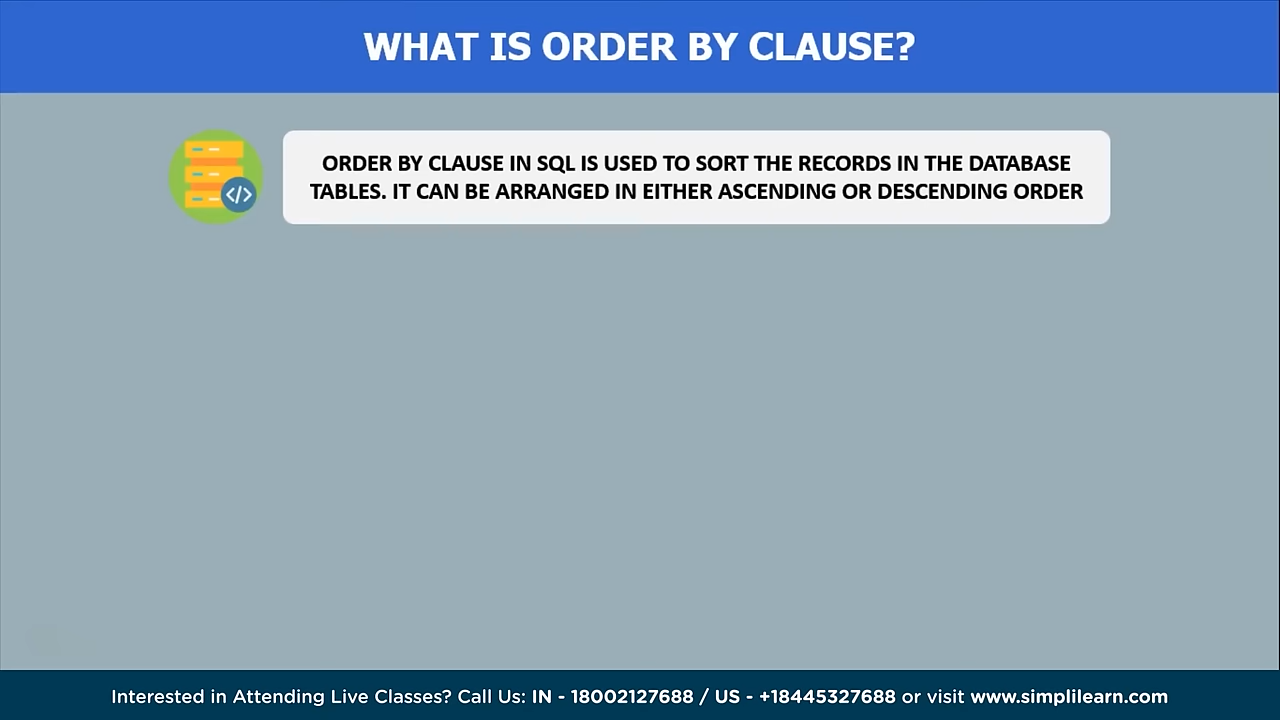 WHAT IS ORDER BY CLAUSE?
ORDER BY CLAUSE IN SQL IS USED TO SORT THE RECORDS IN THE DATABASE
TABLES. IT CAN BE ARRANGED IN EITHER ASCENDING OR DESCENDING ORDER
</>
Interested in Attending Live Classes? Call Us: IN - 18002127688 / US - +18445327688 or visit www.simplilearn.com